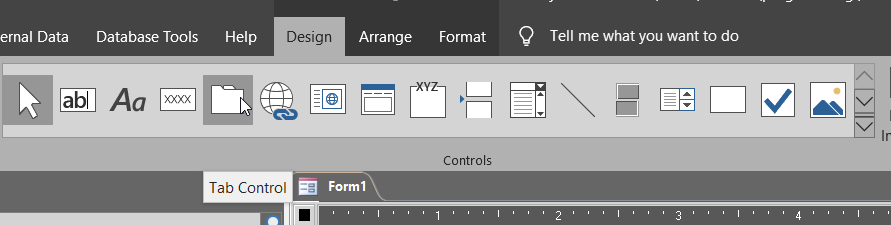 ernal Data Database Tools Help Design Arrange Format Tell me what you want to do
ab Aa XXXX XYZ
Controls
In
Tab Control Form1
1 2 3 4